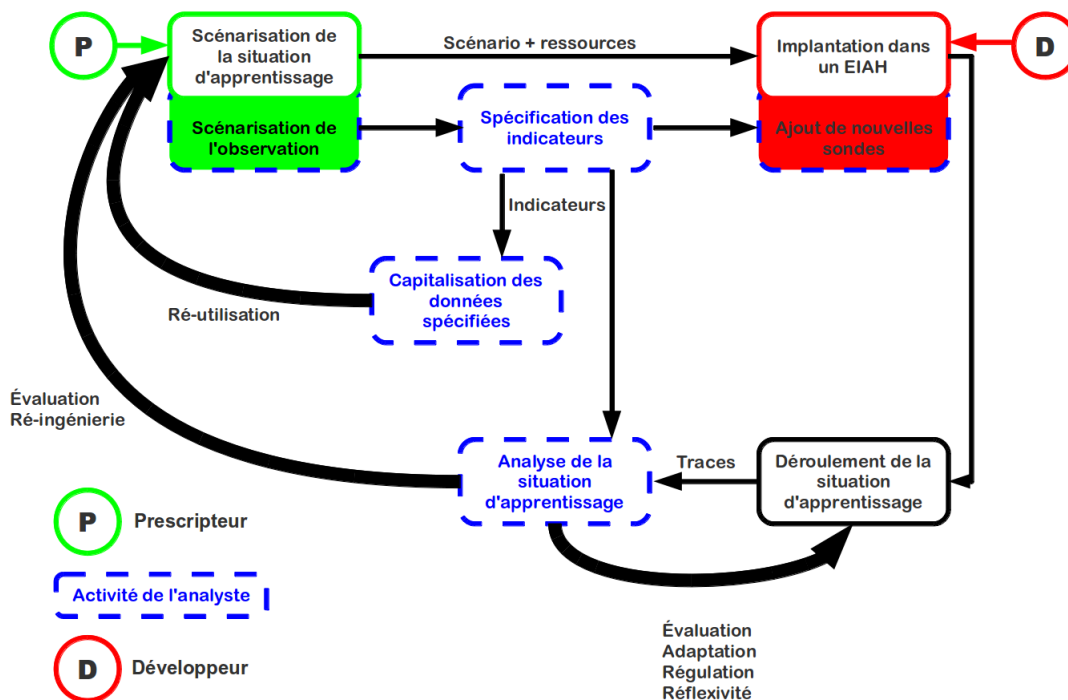 P
Scénarisation de
la situation
d'apprentissage
Scénario + ressources
Implantation dans
un EIAH
D
Scénarisation de
l'observation
Spécification des
indicateurs
Ajout de nouvelles
sondes
Indicateurs
Capitalisation des
données
spécifiées
Ré-utilisation
Évaluation
Ré-ingénierie
Analyse de la
situation
d'apprentissage
Traces
Déroulement de la
situation
d'apprentissage
P
Prescripteur
Activité de l'analyste
D
Développeur
Évaluation
Adaptation
Régulation
Réflexivité